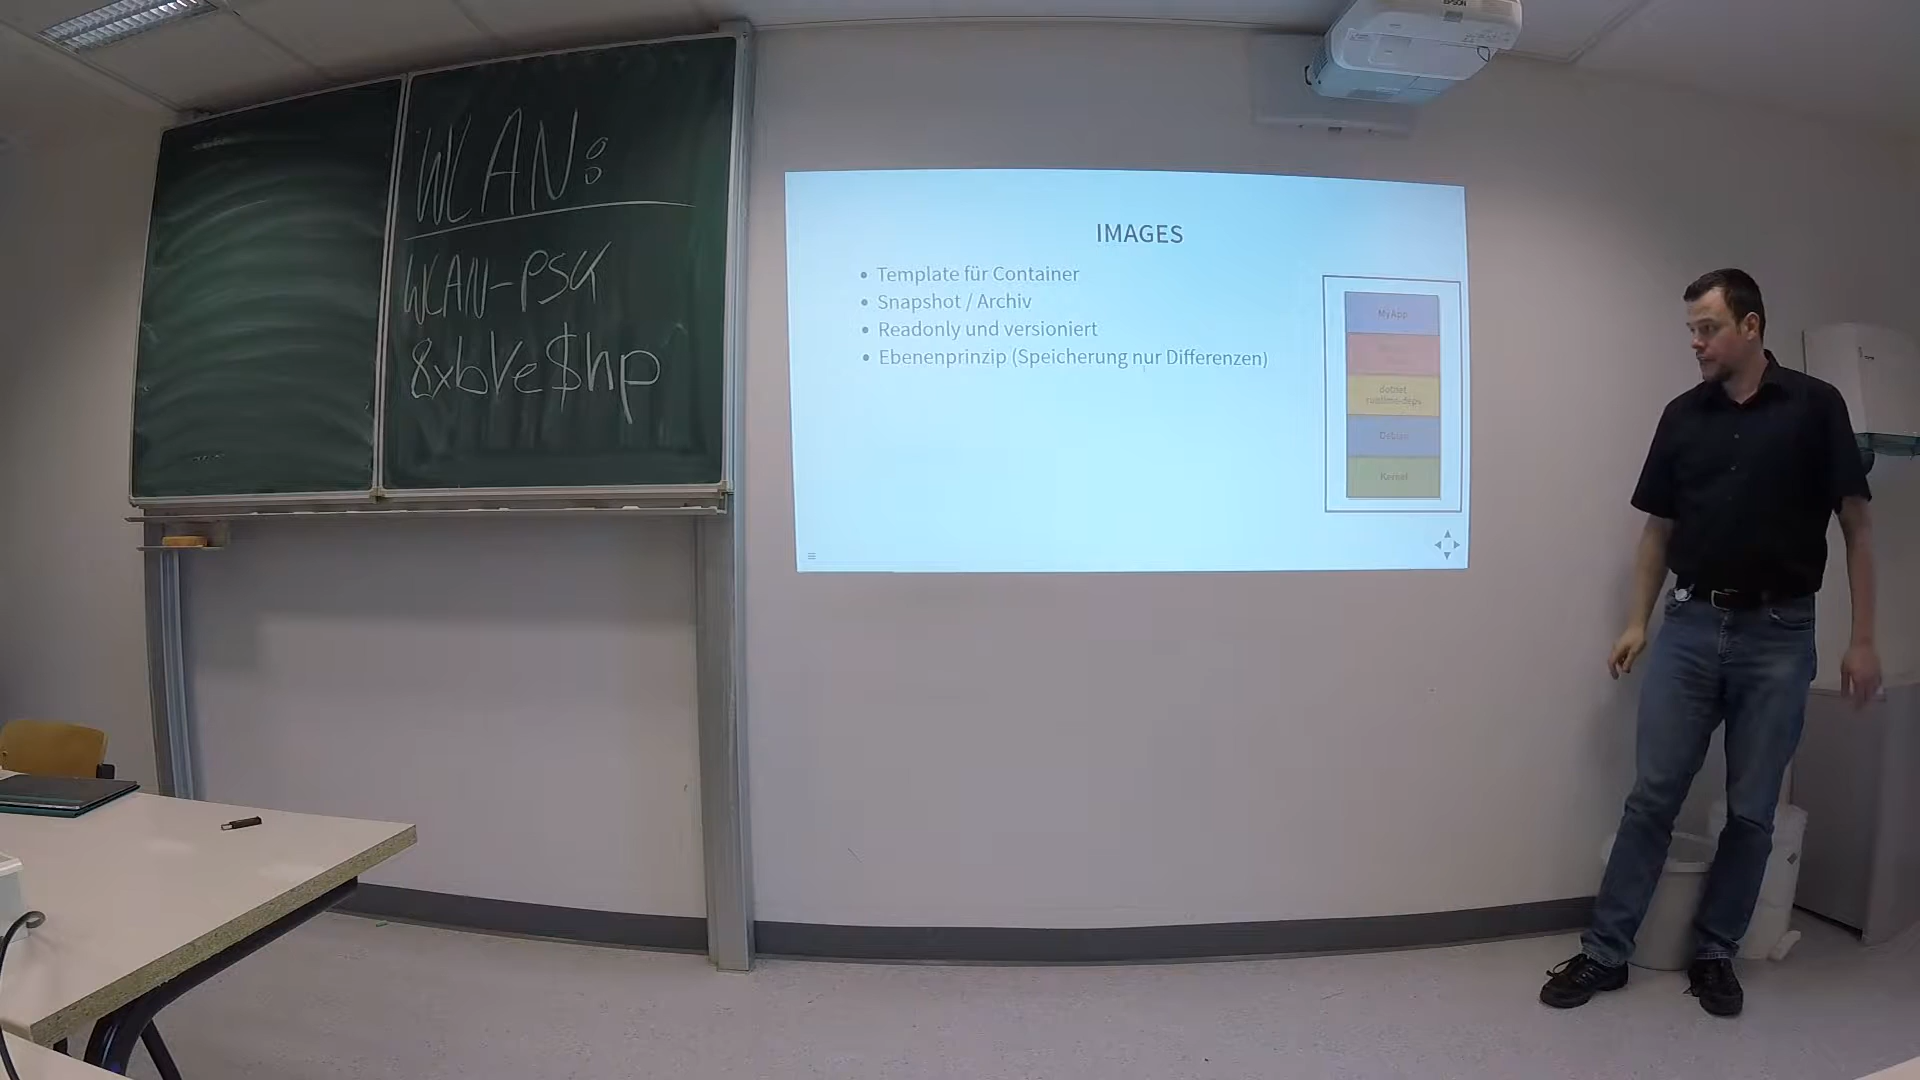 WLAN:
WLAN-PSK
8xbVe$hp
EPSON
IMAGES
Template für Container
Snapshot / Archiv
Readonly und versioniert
Ebenenprinzip (Speicherung nur Differenzen)
MyApp
dotnet
runtime-deps
Debian
Kernel